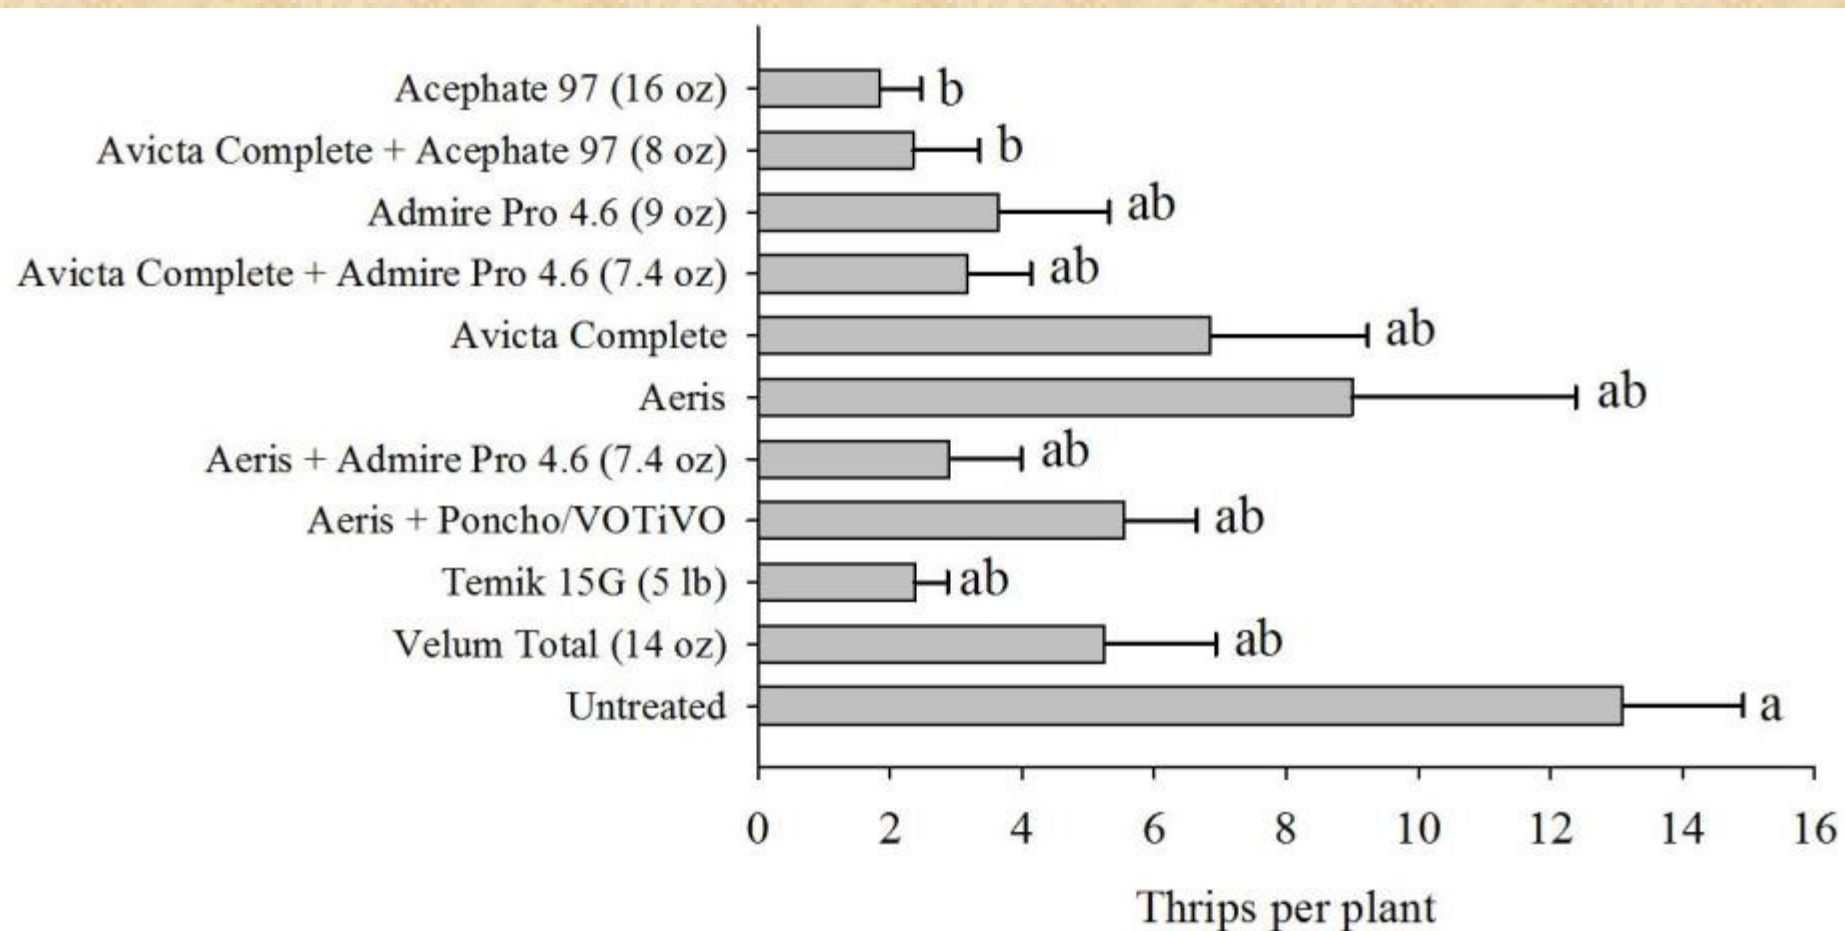 Acephate 97 (16 oz) b
Avicta Complete + Acephate 97 (8 oz) b
Admire Pro 4.6 (9 oz) ab
Avicta Complete + Admire Pro 4.6 (7.4 oz) ab
Avicta Complete ab
Aeris ab
Aeris + Admire Pro 4.6 (7.4 oz) ab
Aeris + Poncho/VOTiVO ab
Temik 15G (5 lb) ab
Velum Total (14 oz) ab
Untreated a
0 2 4 6 8 10 12 14 16
Thrips per plant